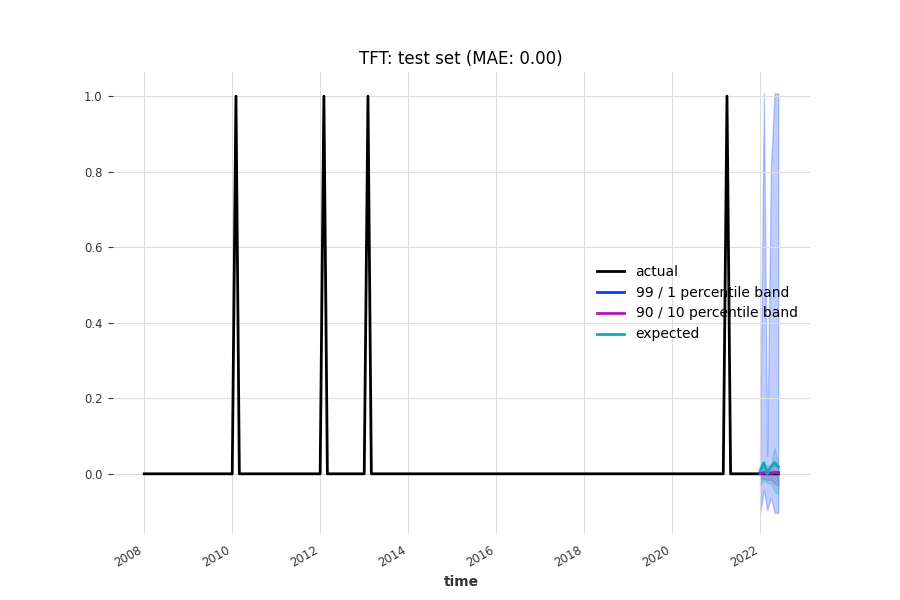 TFT: test set (MAE: 0.00)
1.0
0.8
0.6
0.4
0.2
0.0
actual
99 / 1 percentile band
90 / 10 percentile band
expected
2008
2010
2012
2014
2016
2018
2020
2022
time